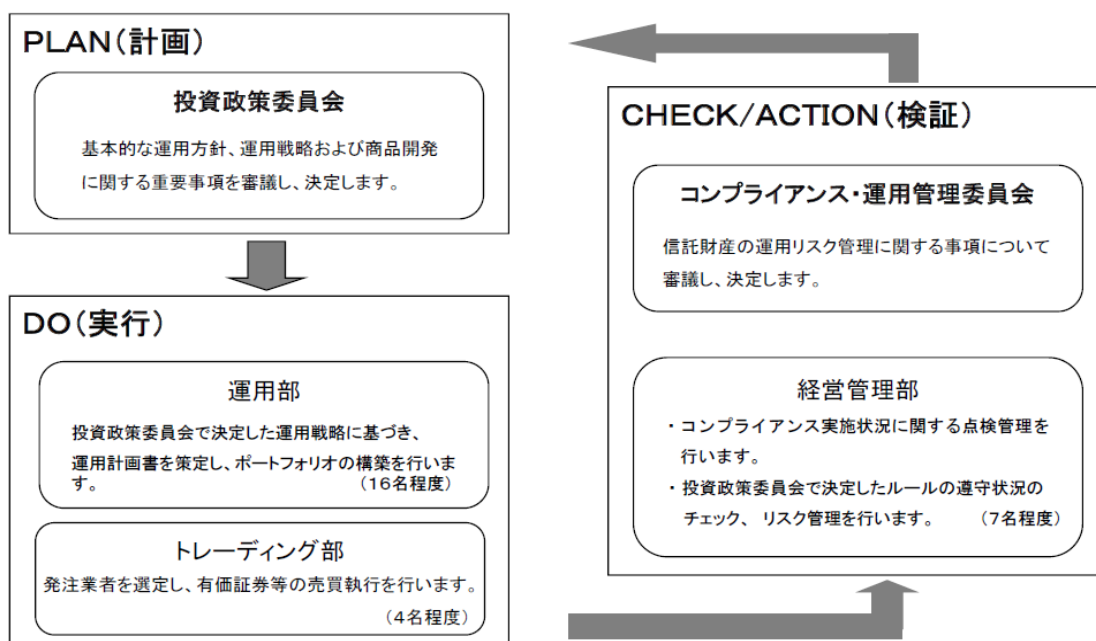 PLAN（計画）
投資政策委員会
基本的な運用方針、運用戦略および商品開発
に関する重要事項を審議し、決定します。
DO（実行）
運用部
投資政策委員会で決定した運用戦略に基づき、
運用計画書を策定し、ポートフォリオの構築を行いま
す。　（16名程度）
トレーディング部
発注業者を選定し、有価証券等の売買執行を行います。
（4名程度）
CHECK/ACTION（検証）
コンプライアンス・運用管理委員会
信託財産の運用リスク管理に関する事項について
審議し、決定します。
経営管理部
・コンプライアンス実施状況に関する点検管理を
行います。
・投資政策委員会で決定したルールの遵守状況の
チェック、 リスク管理を行います。　（7名程度）